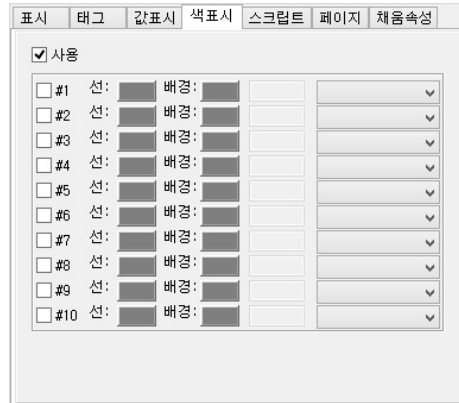 표시 태그 값표시 색표시 스크립트 페이지 채움속성
사용
#1 선: 배경:
#2 선: 배경:
#3 선: 배경:
#4 선: 배경:
#5 선: 배경:
#6 선: 배경:
#7 선: 배경:
#8 선: 배경:
#9 선: 배경:
#10 선: 배경: